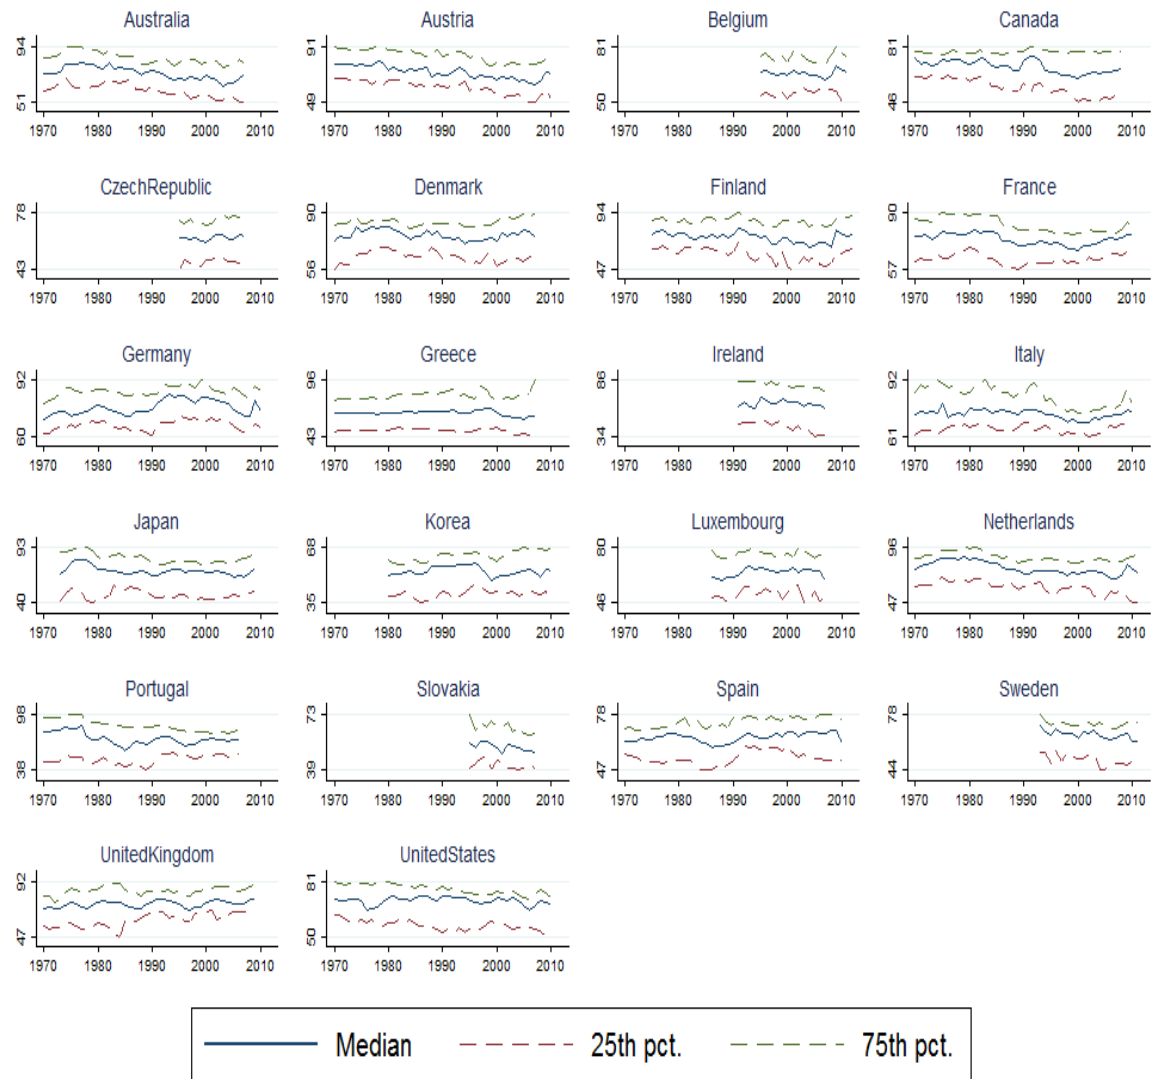 Australia Austria Belgium Canada
94 91 81 81
51 49 50 46
1970 1980 1990 2000 2010 1970 1980 1990 2000 2010 1970 1980 1990 2000 2010 1970 1980 1990 2000 2010
CzechRepublic Denmark Finland France
78 90 94 90
43 56 47 57
1970 1980 1990 2000 2010 1970 1980 1990 2000 2010 1970 1980 1990 2000 2010 1970 1980 1990 2000 2010
Germany Greece Ireland Italy
92 96 86 92
60 43 34 61
1970 1980 1990 2000 2010 1970 1980 1990 2000 2010 1970 1980 1990 2000 2010 1970 1980 1990 2000 2010
Japan Korea Luxembourg Netherlands
93 68 80 96
40 35 46 47
1970 1980 1990 2000 2010 1970 1980 1990 2000 2010 1970 1980 1990 2000 2010 1970 1980 1990 2000 2010
Portugal Slovakia Spain Sweden
98 73 78 78
38 39 47 44
1970 1980 1990 2000 2010 1970 1980 1990 2000 2010 1970 1980 1990 2000 2010 1970 1980 1990 2000 2010
UnitedKingdom UnitedStates
92 81
47 50
1970 1980 1990 2000 2010 1970 1980 1990 2000 2010
Median 25th pct. 75th pct.